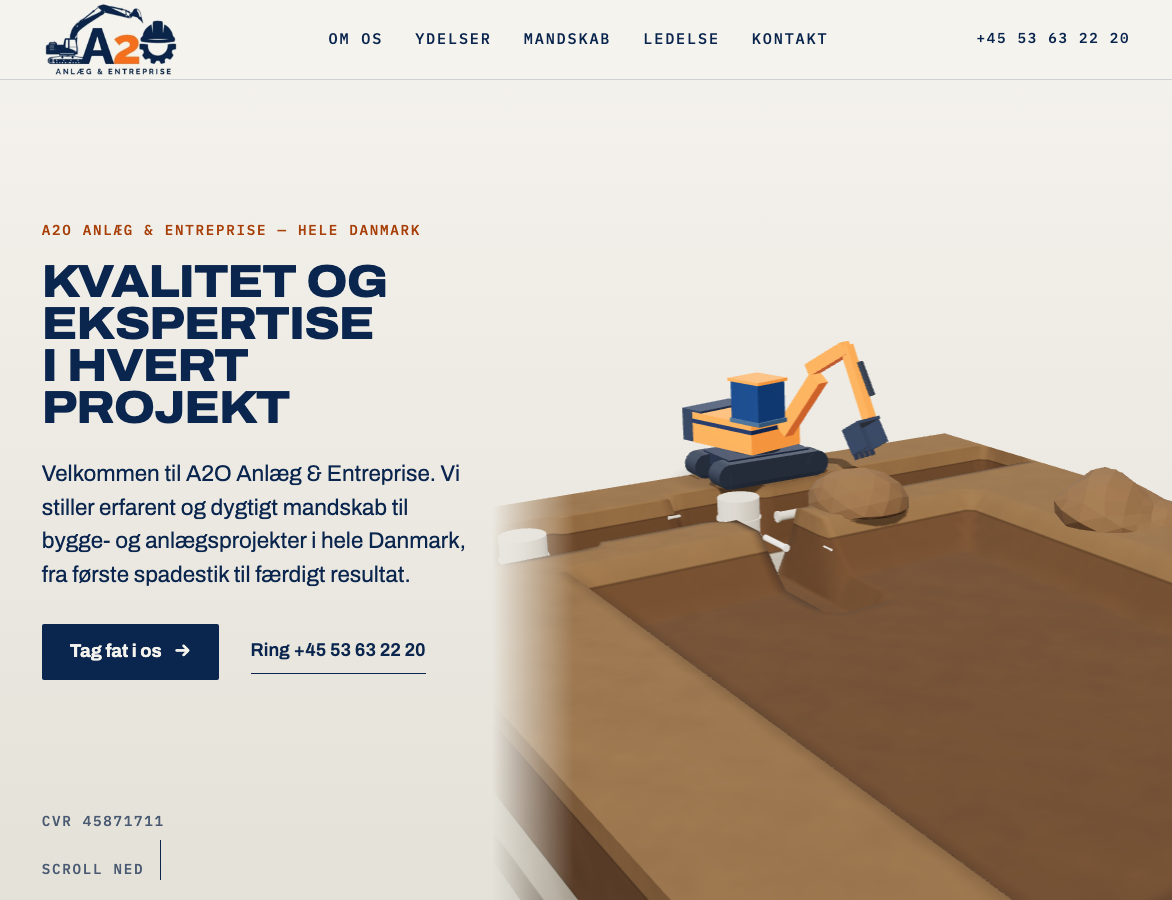 A2O
ANLÆG & ENTREPRISE
OM OS
YDELSER
MANDSKAB
LEDELSE
KONTAKT
+45 53 63 22 20
A2O ANLÆG & ENTREPRISE — HELE DANMARK
KVALITET OG
EKSPERTISE
I HVERT
PROJEKT
Velkommen til A2O Anlæg & Entreprise. Vi
stiller erfarent og dygtigt mandskab til
bygge- og anlægsprojekter i hele Danmark,
fra første spadestik til færdigt resultat.
Tag fat i os →
Ring +45 53 63 22 20
CVR 45871711
SCROLL NED